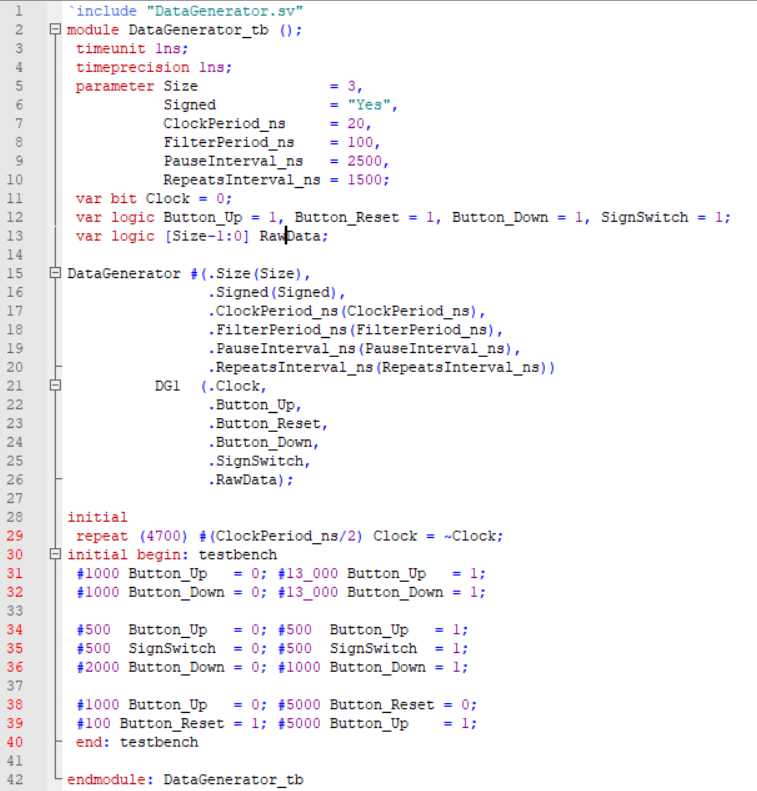 1 `include "DataGenerator.sv"
2 module DataGenerator_tb ();
3 timeunit 1ns;
4 timeprecision 1ns;
5 parameter Size = 3,
6 Signed = "Yes",
7 ClockPeriod_ns = 20,
8 FilterPeriod_ns = 100,
9 PauseInterval_ns = 2500,
10 RepeatsInterval_ns = 1500;
11 var bit Clock = 0;
12 var logic Button_Up = 1, Button_Reset = 1, Button_Down = 1, SignSwitch = 1;
13 var logic [Size-1:0] RawData;
14
15 DataGenerator #(.Size(Size),
16 .Signed(Signed),
17 .ClockPeriod_ns(ClockPeriod_ns),
18 .FilterPeriod_ns(FilterPeriod_ns),
19 .PauseInterval_ns(PauseInterval_ns),
20 .RepeatsInterval_ns(RepeatsInterval_ns))
21 DG1 (.Clock,
22 .Button_Up,
23 .Button_Reset,
24 .Button_Down,
25 .SignSwitch,
26 .RawData);
27
28 initial
29 repeat (4700) #(ClockPeriod_ns/2) Clock = ~Clock;
30 initial begin: testbench
31 #1000 Button_Up = 0; #13_000 Button_Up = 1;
32 #1000 Button_Down = 0; #13_000 Button_Down = 1;
33
34 #500 Button_Up = 0; #500 Button_Up = 1;
35 #500 SignSwitch = 0; #500 SignSwitch = 1;
36 #2000 Button_Down = 0; #1000 Button_Down = 1;
37
38 #1000 Button_Up = 0; #5000 Button_Reset = 0;
39 #100 Button_Reset = 1; #5000 Button_Up = 1;
40 end: testbench
41
42 endmodule: DataGenerator_tb